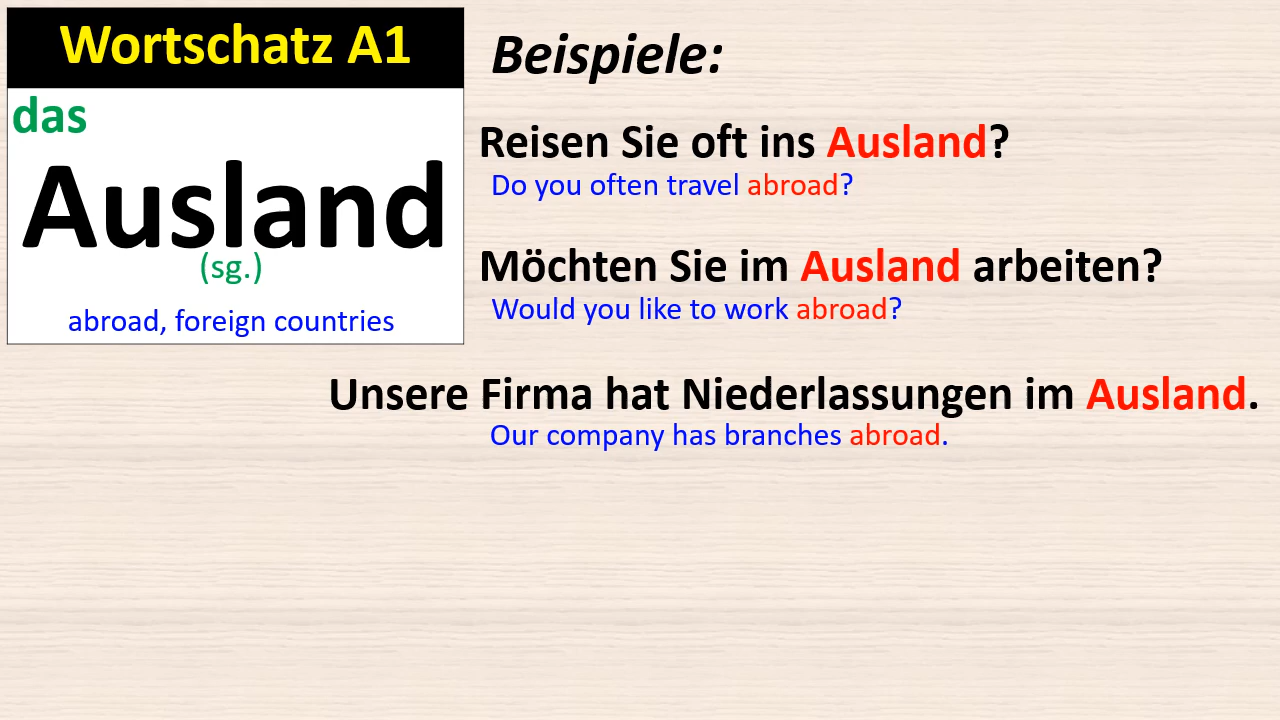 Wortschatz A1
das
Ausland
(sg.)
abroad, foreign countries
Beispiele:
Reisen Sie oft ins Ausland?
Do you often travel abroad?
Möchten Sie im Ausland arbeiten?
Would you like to work abroad?
Unsere Firma hat Niederlassungen im Ausland.
Our company has branches abroad.